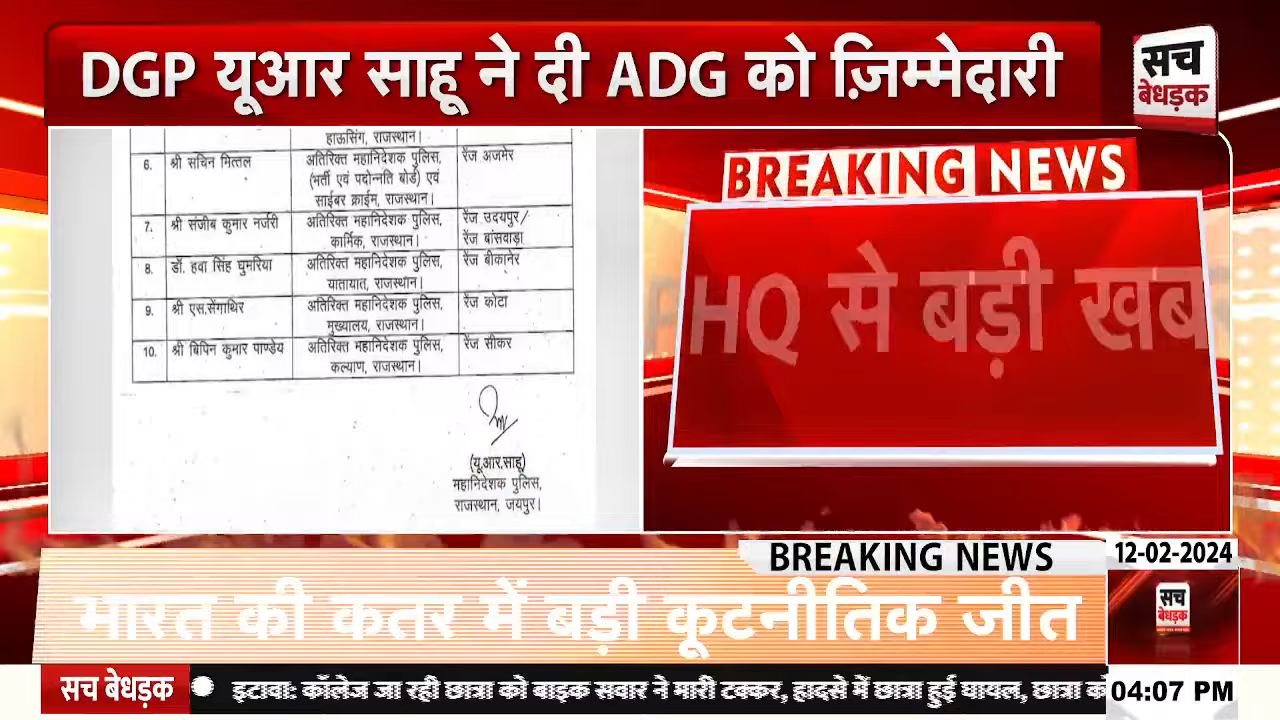 DGP यूआर साहू ने दी ADG को ज़िम्मेदारी
सच
बेधड़क
हाऊसिंग, राजस्थान।
6. श्री सचिन मित्तल अतिरिक्त महानिदेशक पुलिस, रेंज अजमेर
(भर्ती एवं पदोन्नति बोर्ड) एवं
साईबर क्राईम, राजस्थान।
7. श्री संजीब कुमार नर्जरी अतिरिक्त महानिदेशक पुलिस, रेंज उदयपुर/
कार्मिक, राजस्थान। रेंज बांसवाड़ा
8. डॉ. हवा सिंह घुमरिया अतिरिक्त महानिदेशक पुलिस, रेंज बीकानेर
यातायात, राजस्थान।
9. श्री एस.सेंगाथिर अतिरिक्त महानिदेशक पुलिस, रेंज कोटा
मुख्यालय, राजस्थान।
10. श्री बिपिन कुमार पाण्डेय अतिरिक्त महानिदेशक पुलिस, रेंज सीकर
कल्याण, राजस्थान।
(यू.आर.साहू)
महानिदेशक पुलिस,
राजस्थान, जयपुर।
BREAKING NEWS
PHQ से बड़ी खब
BREAKING NEWS
12-02-2024
भारत की कतर में बड़ी कूटनीतिक जीत
सच
बेधड़क
सच बेधड़क
इटावा: कॉलेज जा रही छात्रा को बाइक सवार ने मारी टक्कर, हादसे में छात्रा हुई घायल, छात्रा को
04:07 PM